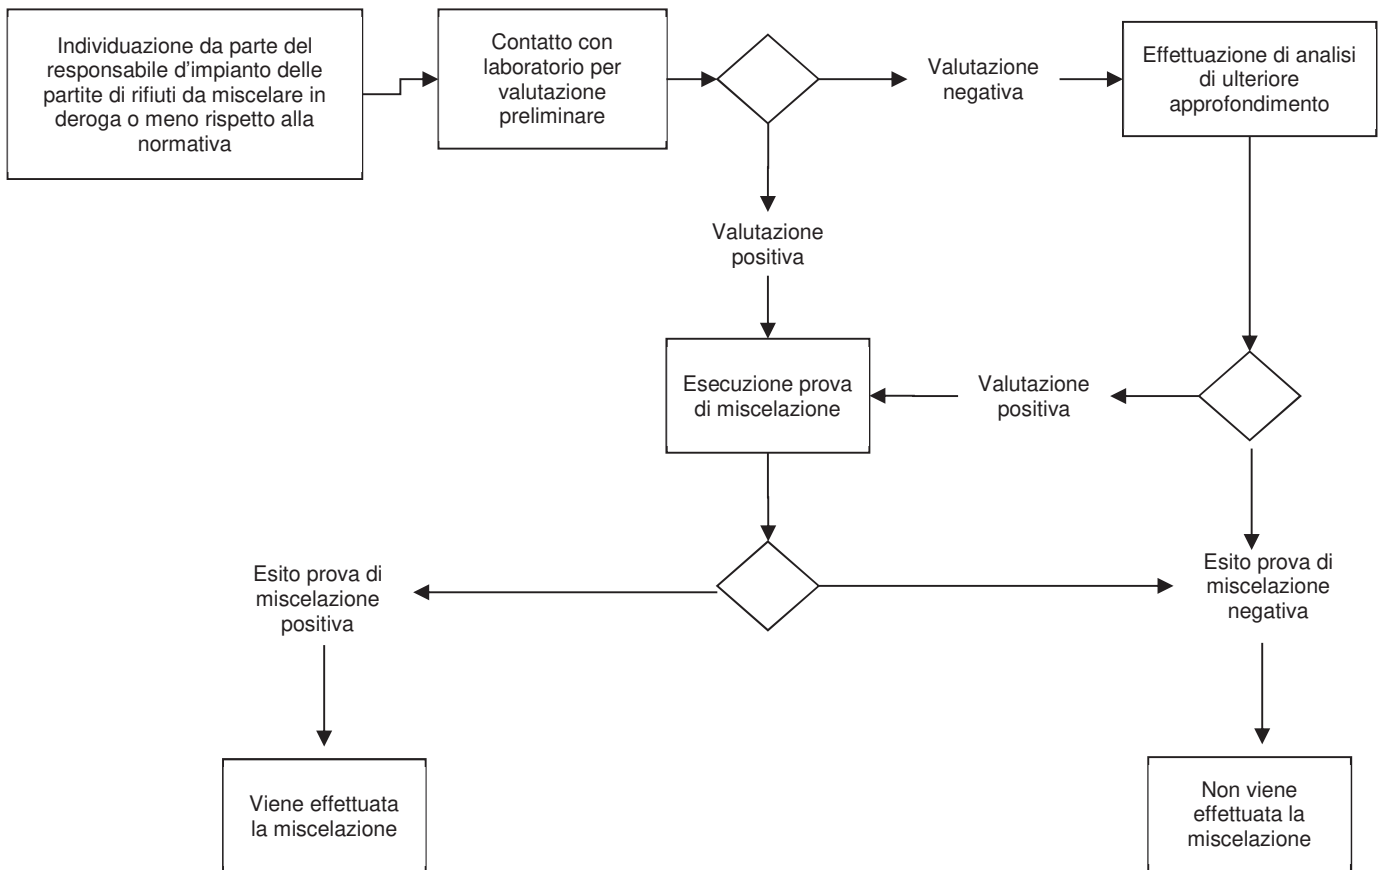 Individuazione da parte del
responsabile d'impianto delle
partite di rifiuti da miscelare in
deroga o meno rispetto alla
normativa
Contatto con
laboratorio per
valutazione
preliminare
Valutazione
negativa
Effettuazione di analisi
di ulteriore
approfondimento
Valutazione
positiva
Esecuzione prova
di miscelazione
Valutazione
positiva
Esito prova di
miscelazione
positiva
Esito prova di
miscelazione
negativa
Viene effettuata
la miscelazione
Non viene
effettuata la
miscelazione